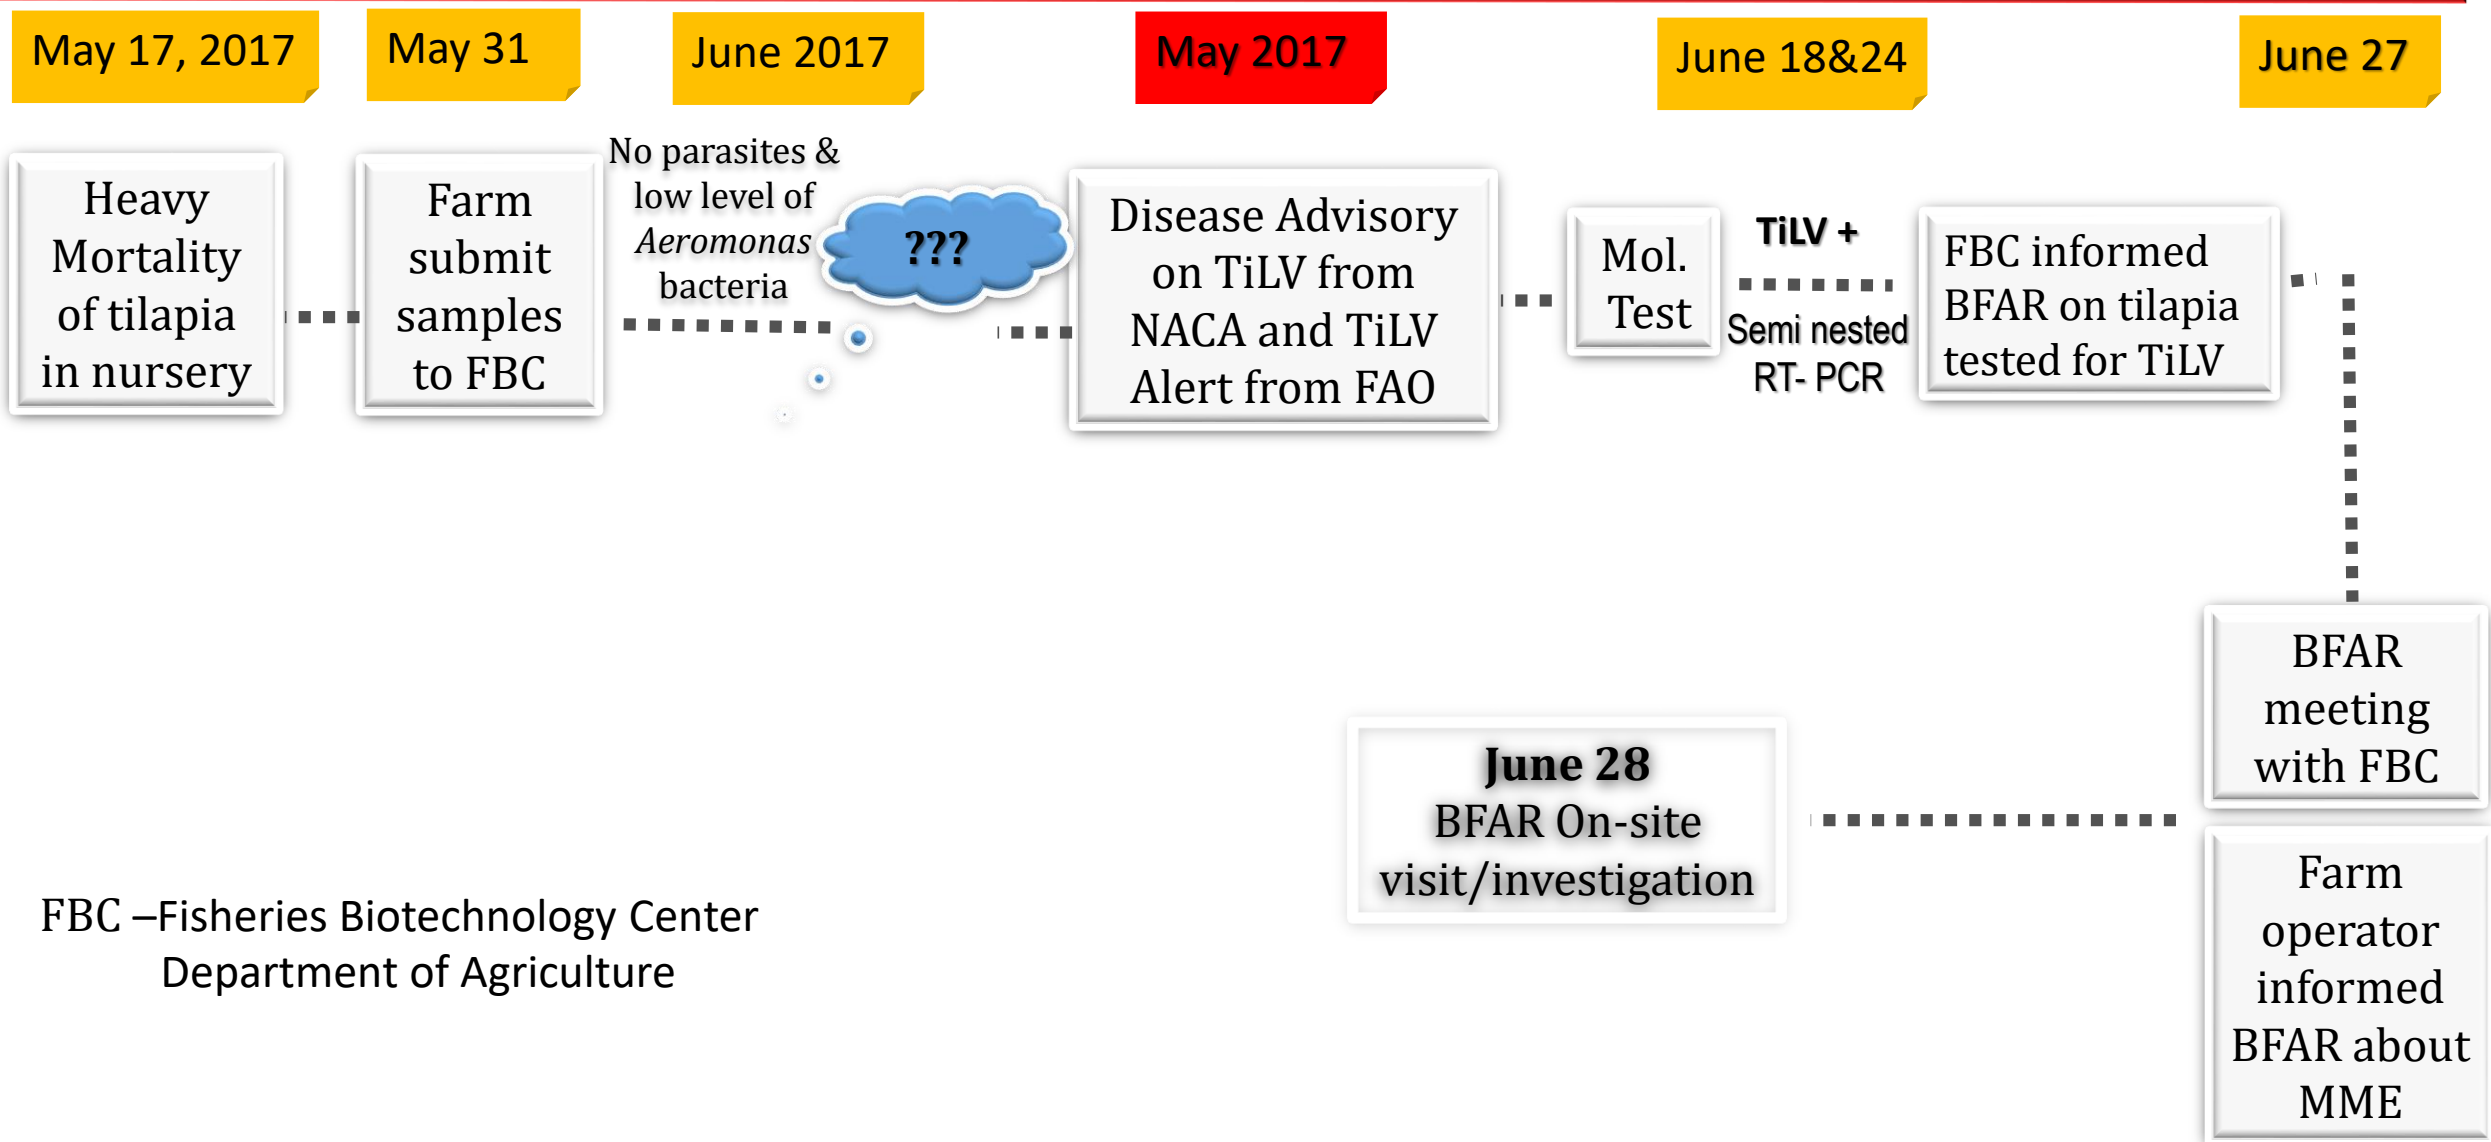 May 17, 2017
May 31
June 2017
May 2017
June 18&24
June 27
Heavy
Mortality
of tilapia
in nursery
Farm
submit
samples
to FBC
No parasites &
low level of
Aeromonas
bacteria
???
Disease Advisory
on TiLV from
NACA and TiLV
Alert from FAO
Mol.
Test
TiLV +
Semi nested
RT- PCR
FBC informed
BFAR on tilapia
tested for TiLV
BFAR
meeting
with FBC
Farm
operator
informed
BFAR about
MME
June 28
BFAR On-site
visit/investigation
FBC –Fisheries Biotechnology Center
Department of Agriculture